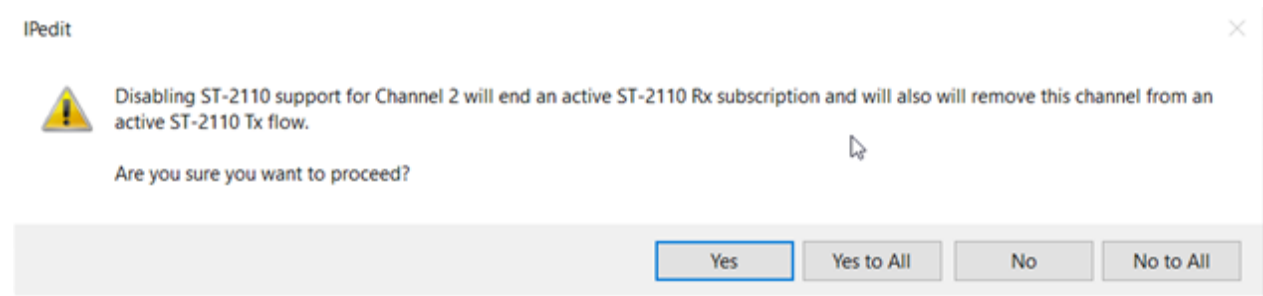 IPedit
Disabling ST-2110 support for Channel 2 will end an active ST-2110 Rx subscription and will also will remove this channel from an
active ST-2110 Tx flow.
Are you sure you want to proceed?
Yes
Yes to All
No
No to All